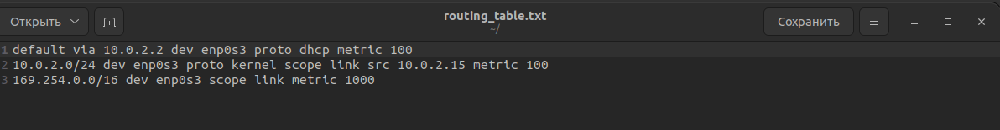 Открыть
routing_table.txt
~/
Сохранить
1 default via 10.0.2.2 dev enp0s3 proto dhcp metric 100
2 10.0.2.0/24 dev enp0s3 proto kernel scope link src 10.0.2.15 metric 100
3 169.254.0.0/16 dev enp0s3 scope link metric 1000